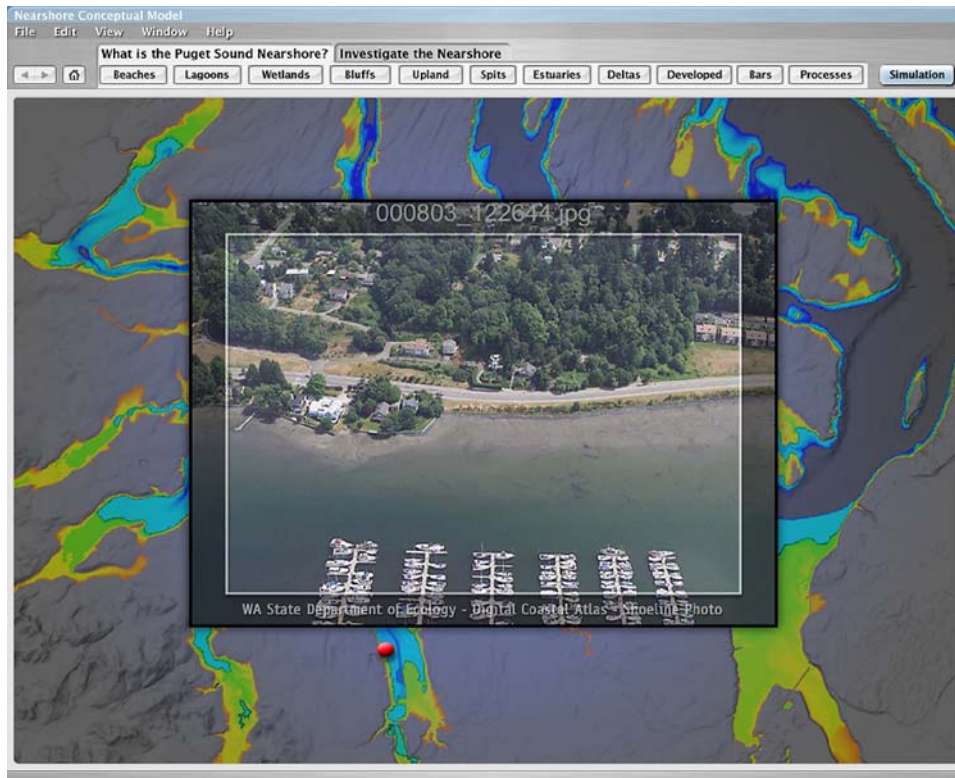 Nearshore Conceptual Model
File Edit View Window Help
What is the Puget Sound Nearshore? Investigate the Nearshore
Beaches Lagoons Wetlands Bluffs Upland Spits Estuaries Deltas Developed Bars Processes Simulation
000803_122644.jpg
WA State Department of Ecology - Digital Coastal Atlas - Shoeline Photo